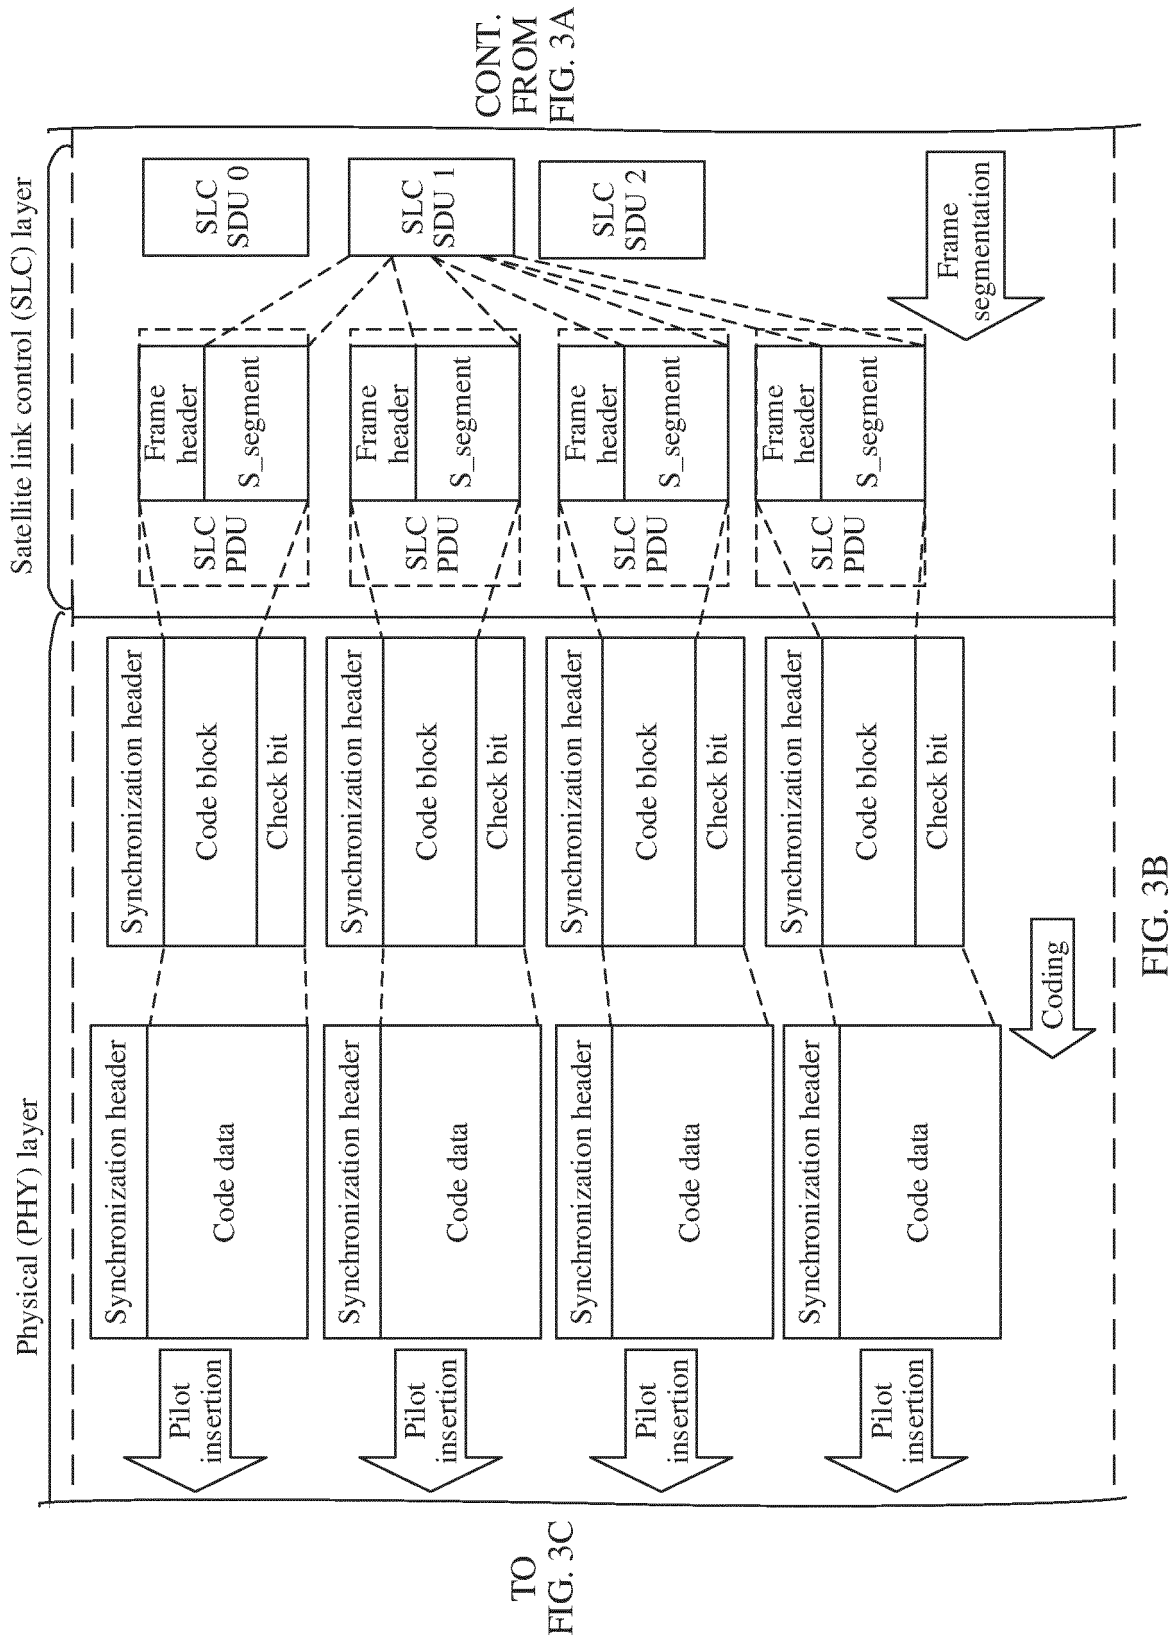 CONT.
FROM
FIG. 3A
Satellite link control (SLC) layer
SLC
SDU 0
SLC
SDU 1
SLC
SDU 2
Frame
segmentation
Frame
header
S_segment
SLC
PDU
Frame
header
S_segment
SLC
PDU
Frame
header
S_segment
SLC
PDU
Frame
header
S_segment
SLC
PDU
Physical (PHY) layer
Synchronization header
Code block
Check bit
Synchronization header
Code block
Check bit
Synchronization header
Code block
Check bit
Synchronization header
Code block
Check bit
Coding
Synchronization header
Code data
Synchronization header
Code data
Synchronization header
Code data
Synchronization header
Code data
Pilot
insertion
Pilot
insertion
Pilot
insertion
Pilot
insertion
TO
FIG. 3C
FIG. 3B